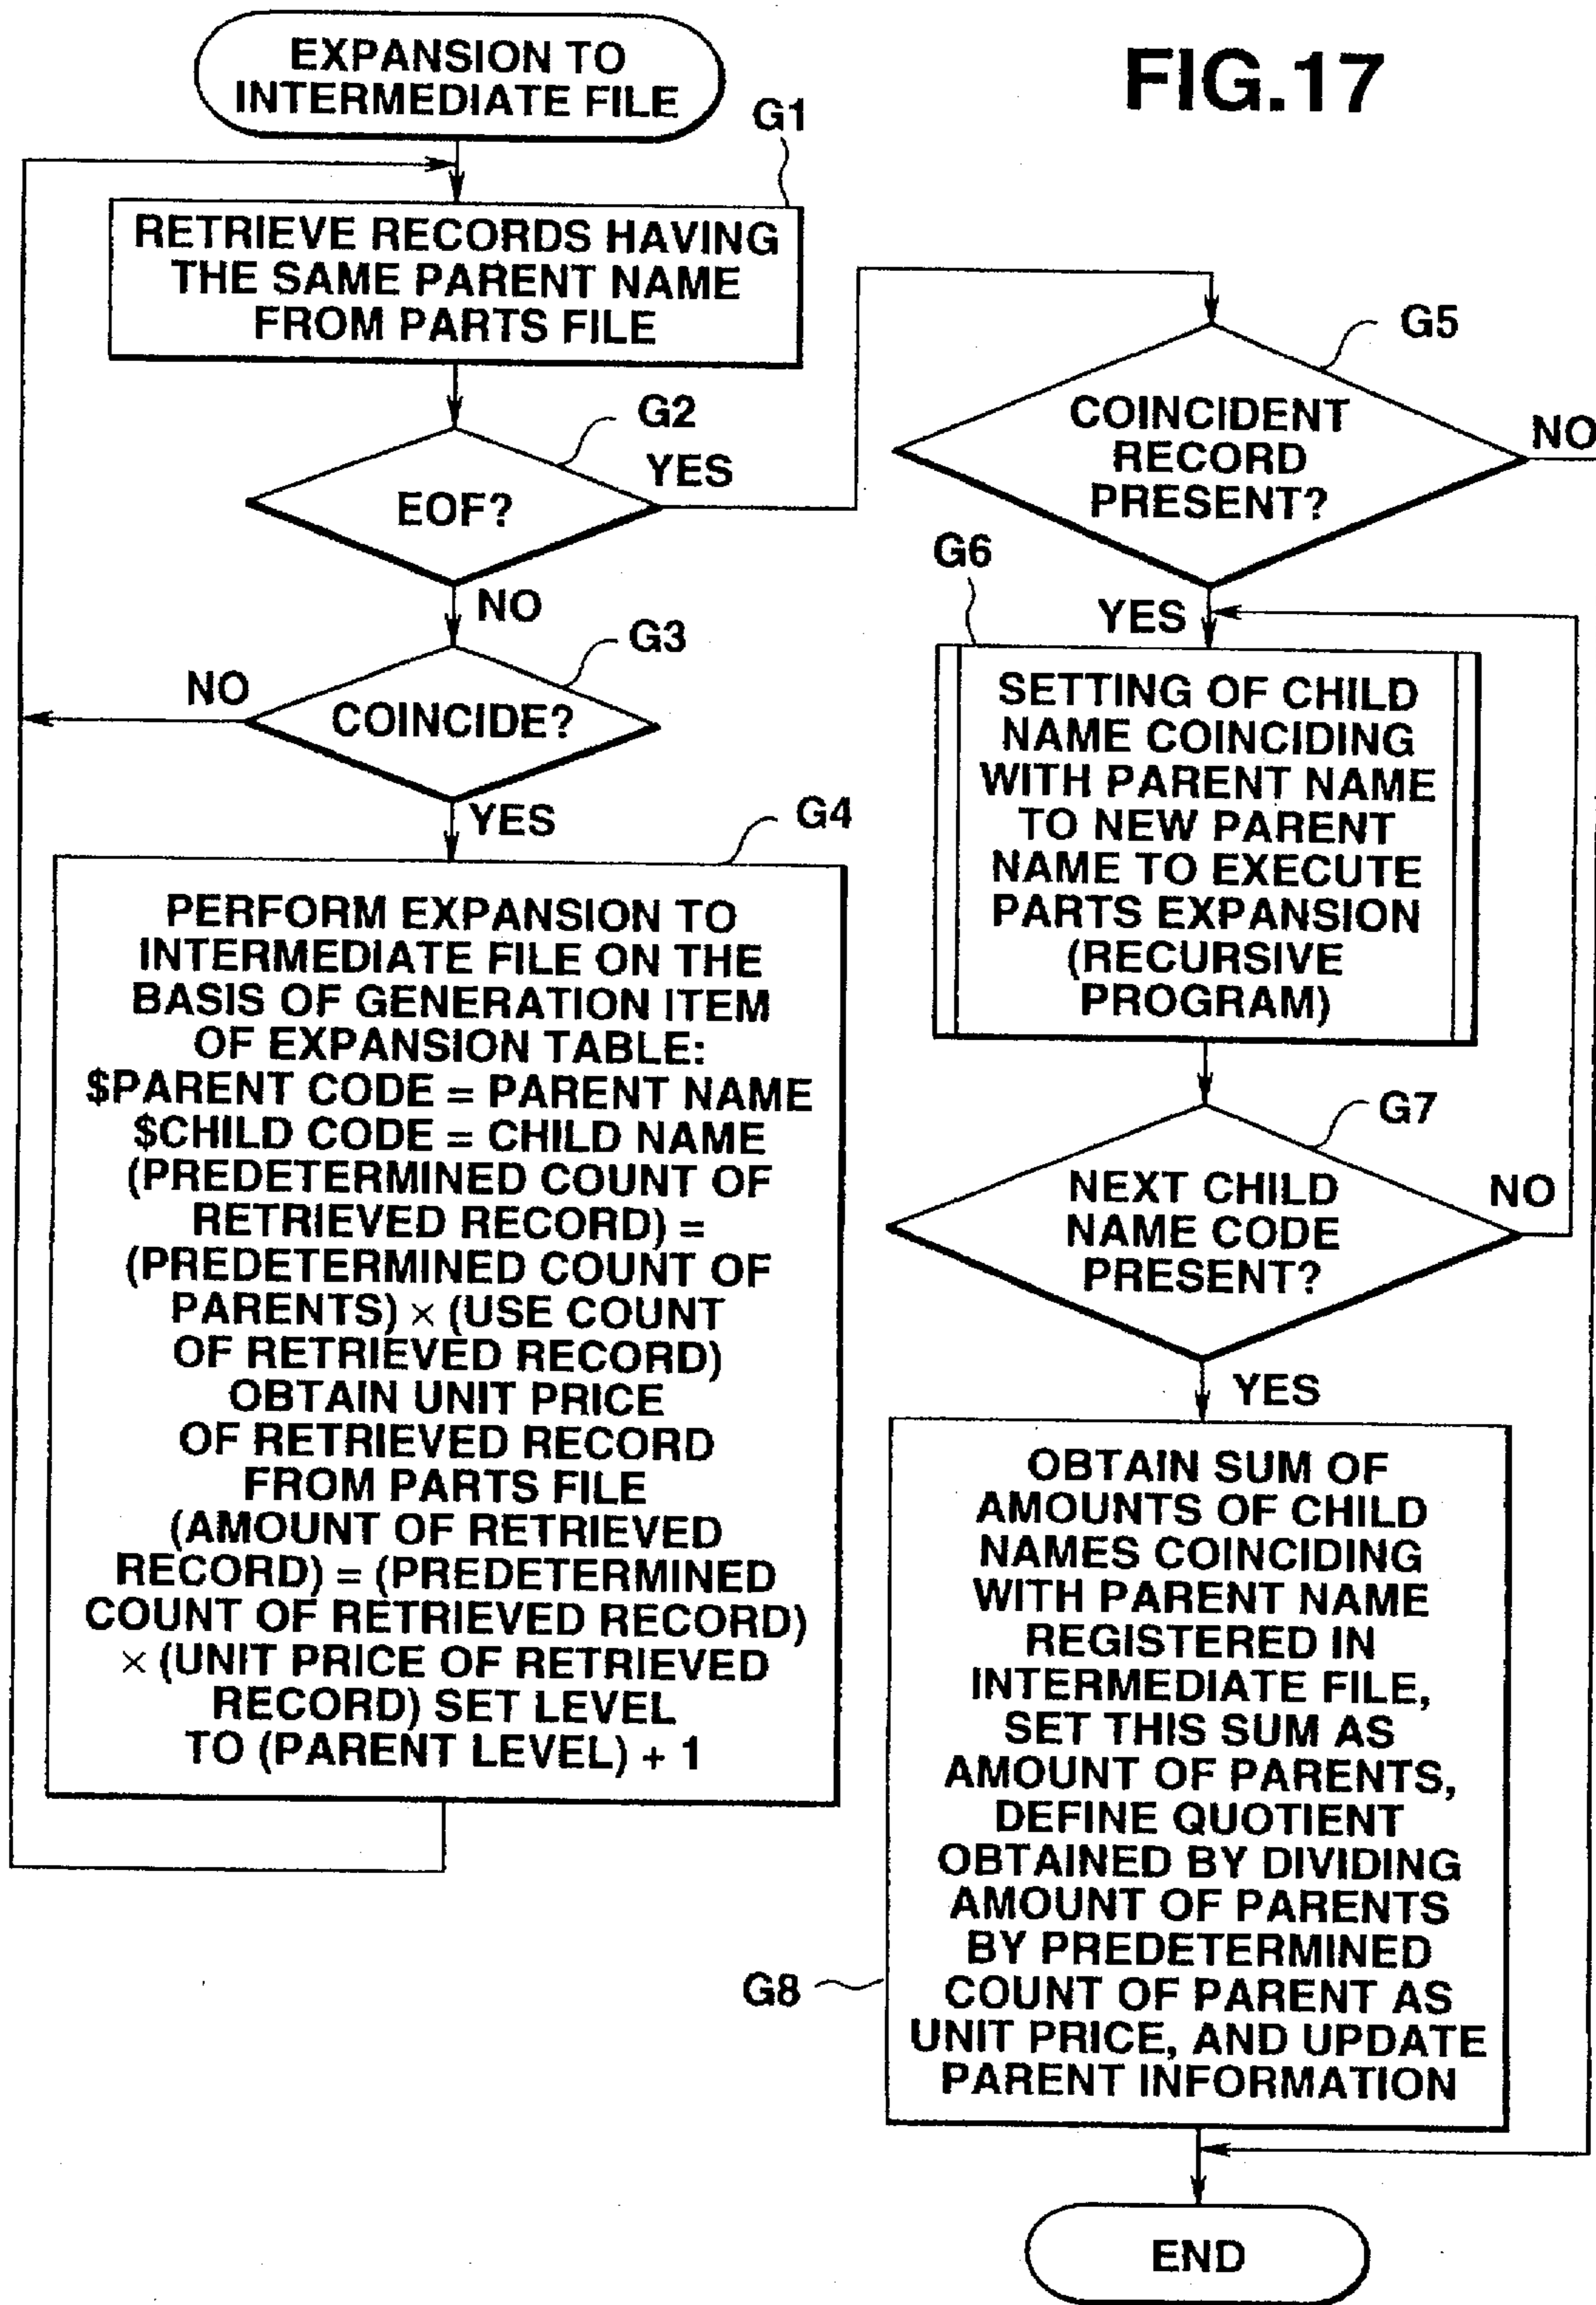 FIG.17
EXPANSION TO
INTERMEDIATE FILE
G1
RETRIEVE RECORDS HAVING
THE SAME PARENT NAME
FROM PARTS FILE
G2
EOF?
YES
NO
G3
COINCIDE?
NO
YES
G4
PERFORM EXPANSION TO
INTERMEDIATE FILE ON THE
BASIS OF GENERATION ITEM
OF EXPANSION TABLE:
$PARENT CODE = PARENT NAME
$CHILD CODE = CHILD NAME
(PREDETERMINED COUNT OF
RETRIEVED RECORD) =
(PREDETERMINED COUNT OF
PARENTS) × (USE COUNT
OF RETRIEVED RECORD)
OBTAIN UNIT PRICE
OF RETRIEVED RECORD
FROM PARTS FILE
(AMOUNT OF RETRIEVED
RECORD) = (PREDETERMINED
COUNT OF RETRIEVED RECORD)
× (UNIT PRICE OF RETRIEVED
RECORD) SET LEVEL
TO (PARENT LEVEL) + 1
G5
COINCIDENT
RECORD
PRESENT?
NO
YES
G6
SETTING OF CHILD
NAME COINCIDING
WITH PARENT NAME
TO NEW PARENT
NAME TO EXECUTE
PARTS EXPANSION
(RECURSIVE
PROGRAM)
G7
NEXT CHILD
NAME CODE
PRESENT?
NO
YES
G8
OBTAIN SUM OF
AMOUNTS OF CHILD
NAMES COINCIDING
WITH PARENT NAME
REGISTERED IN
INTERMEDIATE FILE,
SET THIS SUM AS
AMOUNT OF PARENTS,
DEFINE QUOTIENT
OBTAINED BY DIVIDING
AMOUNT OF PARENTS
BY PREDETERMINED
COUNT OF PARENT AS
UNIT PRICE, AND UPDATE
PARENT INFORMATION
END